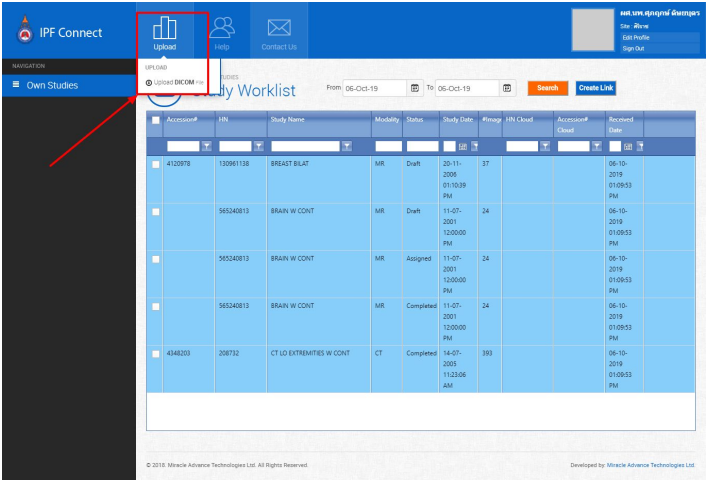 IPF Connect
Upload
Help
Contact Us
Site : ศิริราช
Edit Profile
Sign Out
NAVIGATION
Own Studies
UPLOAD
Upload DICOM File
STUDIES
Study Worklist
From 06-Oct-19 To 06-Oct-19 Search Create Link
Accession# HN Study Name Modality Status Study Date #Image HN Cloud Accession# Cloud Received Date
4120978 130961138 BREAST BILAT MR Draft 20-11-2006 01:10:39 PM 37 06-10-2019 01:09:53 PM
565240813 BRAIN W CONT MR Draft 11-07-2001 12:00:00 PM 24 06-10-2019 01:09:53 PM
565240813 BRAIN W CONT MR Assigned 11-07-2001 12:00:00 PM 24 06-10-2019 01:09:53 PM
565240813 BRAIN W CONT MR Completed 11-07-2001 12:00:00 PM 24 06-10-2019 01:09:53 PM
4348203 208732 CT LO EXTREMITIES W CONT CT Completed 14-07-2005 11:23:06 AM 393 06-10-2019 01:09:53 PM
© 2018 Miracle Advance Technologies Ltd. All Rights Reserved.
Developed by: Miracle Advance Technologies Ltd.